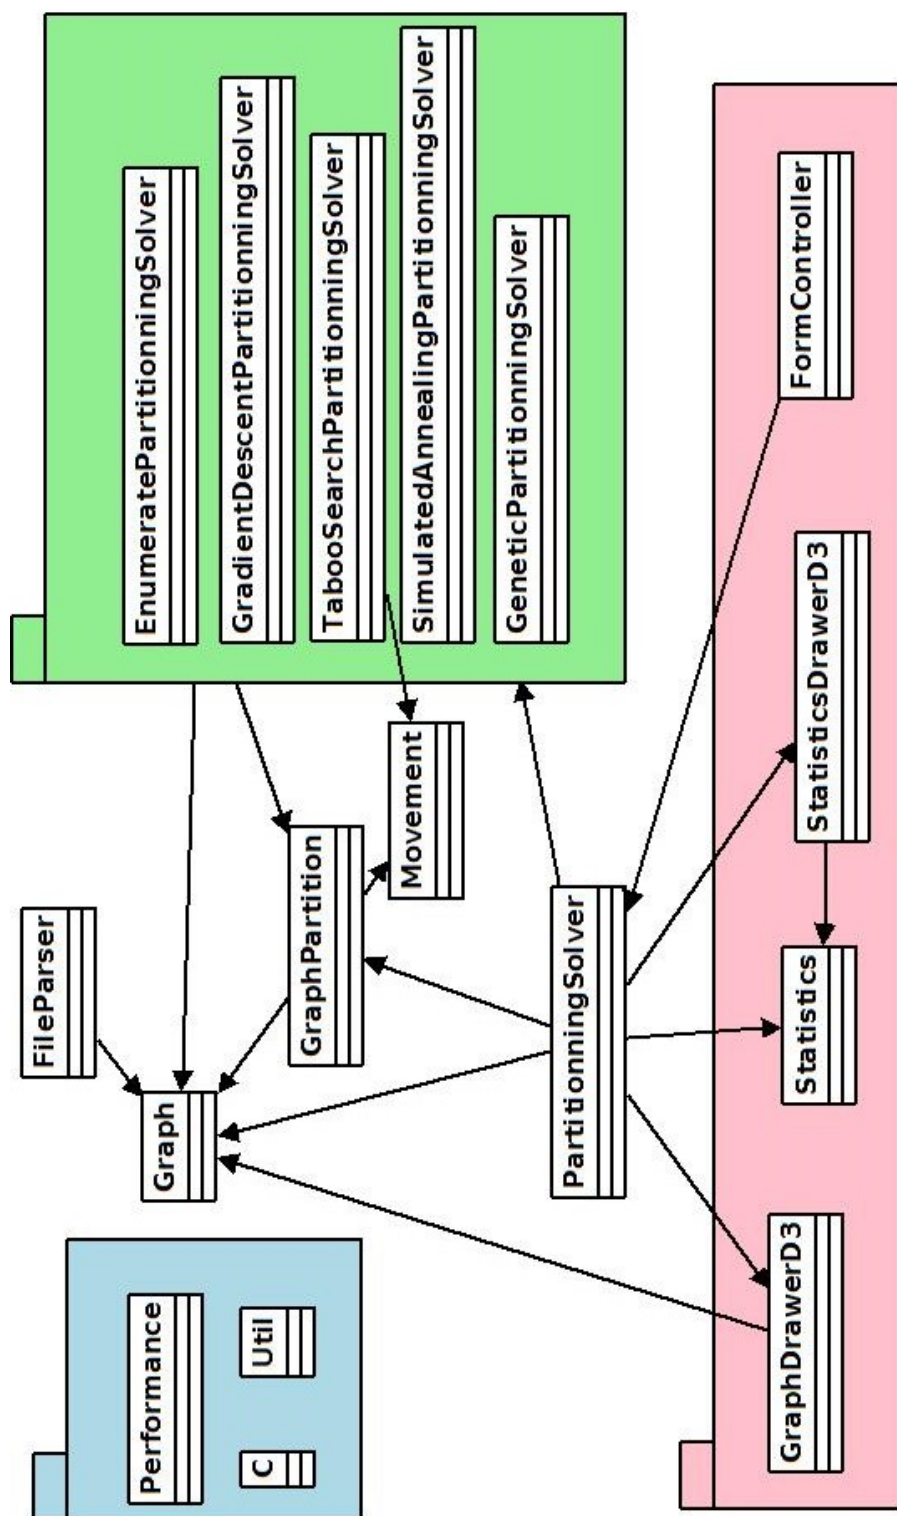 Performance
C
Util
FileParser
Graph
GraphPartition
Movement
PartitionningSolver
EnumeratePartitionningSolver
GradientDescentPartitionningSolver
TabooSearchPartitionningSolver
SimulatedAnnealingPartitionningSolver
GeneticPartitionningSolver
GraphDrawerD3
Statistics
StatisticsDrawerD3
FormController